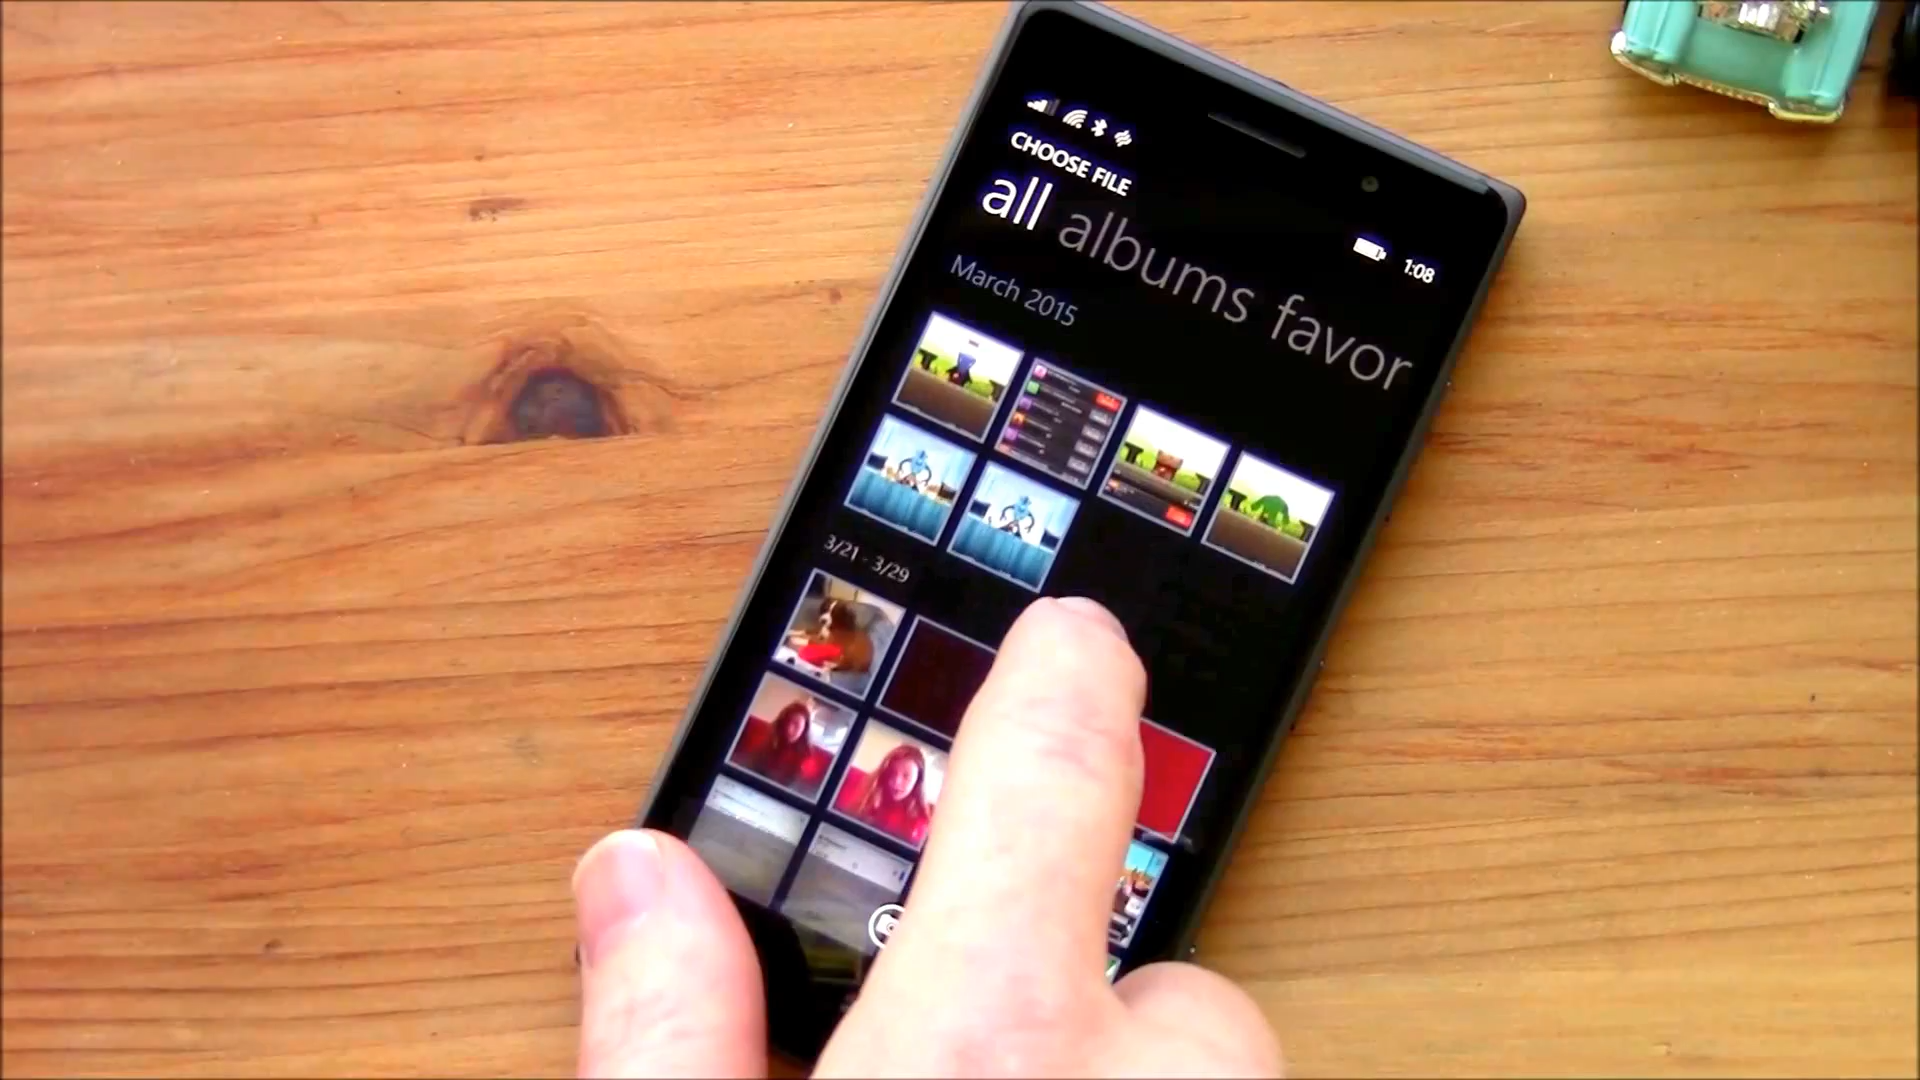 CHOOSE FILE
1:08
all albums favor
March 2015
3/21 - 3/29